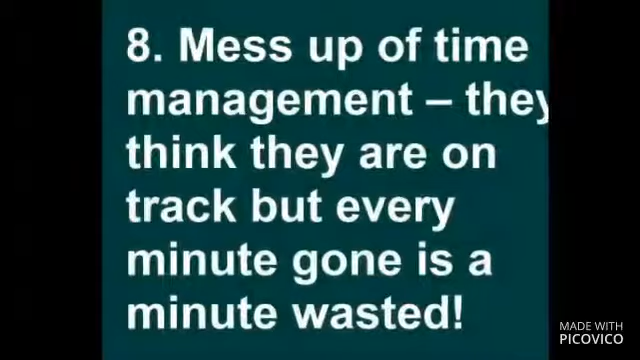 8. Mess up of time
management – they
think they are on
track but every
minute gone is a
minute wasted!
MADE WITH
PICOVICO